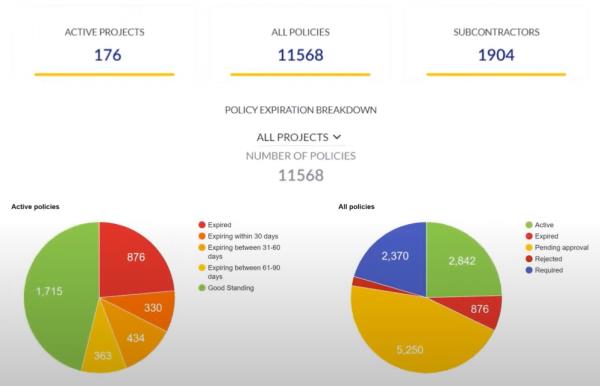 ACTIVE PROJECTS
176
ALL POLICIES
11568
SUBCONTRACTORS
1904
POLICY EXPIRATION BREAKDOWN
ALL PROJECTS
NUMBER OF POLICIES
11568
Active policies
876
330
434
363
1,715
Expired
Expiring within 30 days
Expiring between 31-60
days
Expiring between 61-90
days
Good Standing
All policies
2,370
2,842
876
5,250
Active
Expired
Pending approval
Rejected
Required